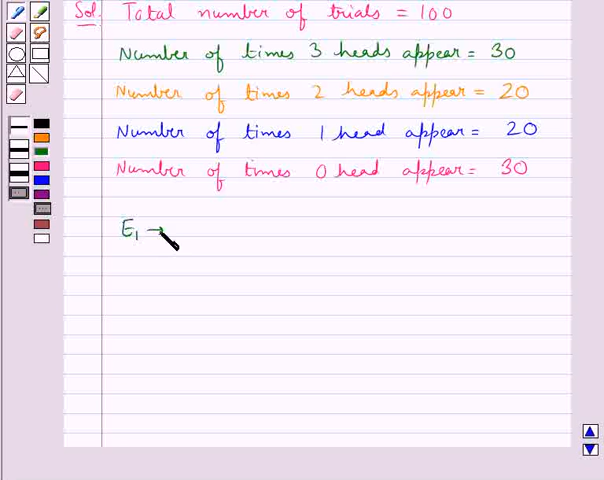 Sol. Total number of trials = 100
Number of times 3 heads appear = 30
Number of times 2 heads appear = 20
Number of times 1 head appear = 20
Number of times 0 head appear = 30
E₁ →